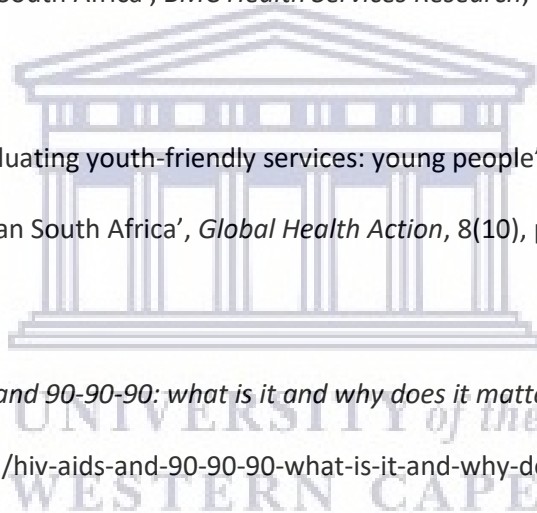 South Africa’, BMC Health Services Research,
luating youth-friendly services: young people’
an South Africa’, Global Health Action, 8(10), p
and 90-90-90: what is it and why does it matte
UNIVERSITY of the
/hiv-aids-and-90-90-90-what-is-it-and-why-de
WESTERN CAPE